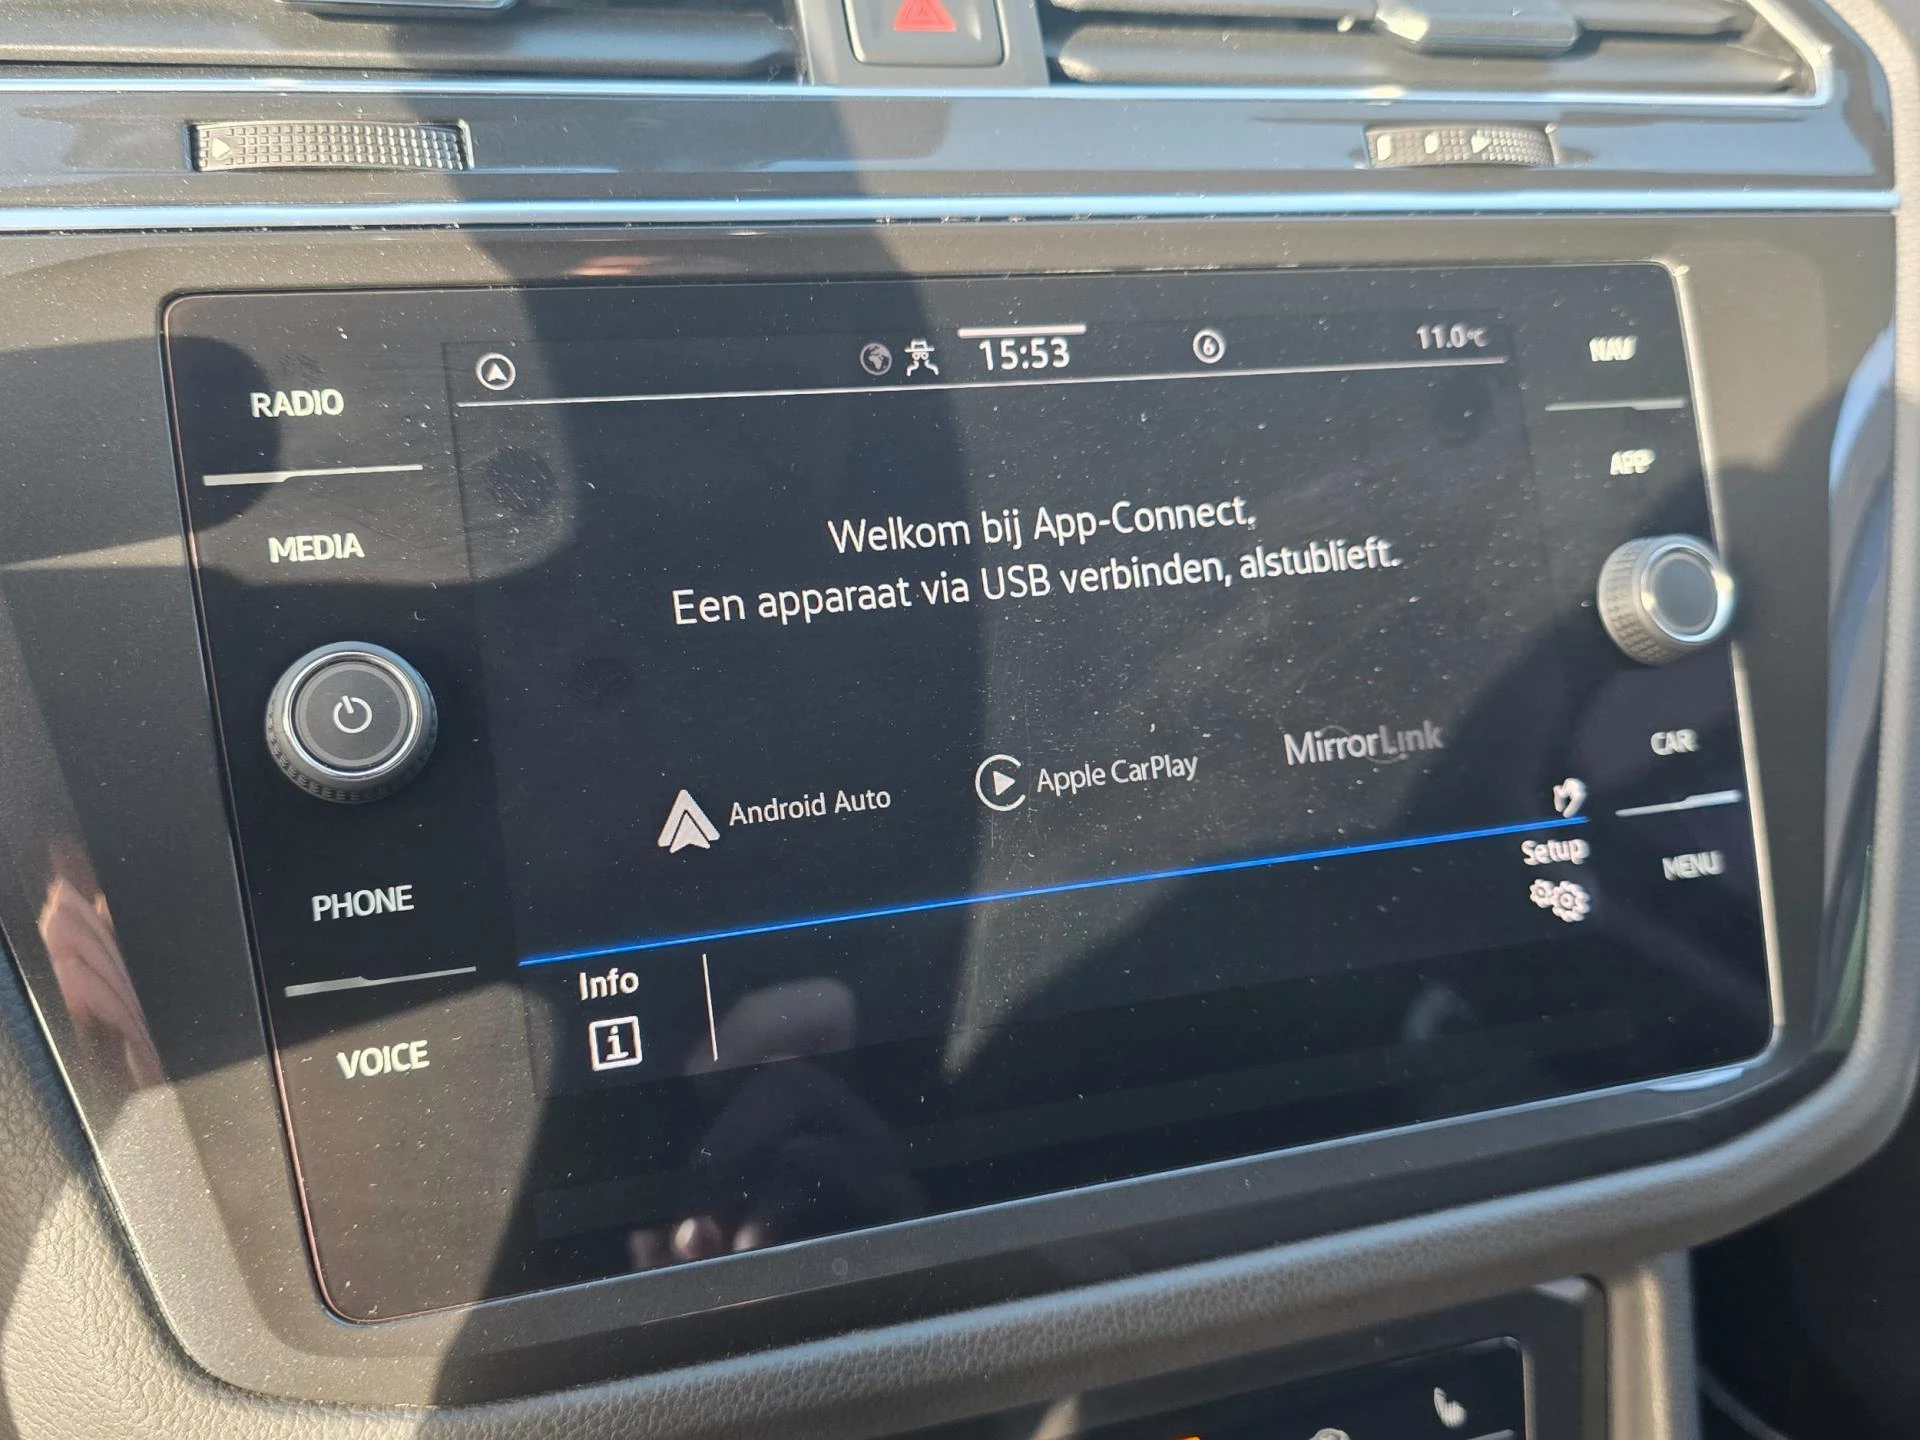 15:53
6
11.0°C
RADIO
MEDIA
PHONE
VOICE
NAV
APP
CAR
MENU
Welkom bij App-Connect.
Een apparaat via USB verbinden, alstublieft.
Android Auto
Apple CarPlay
MirrorLink
Info
i
Setup